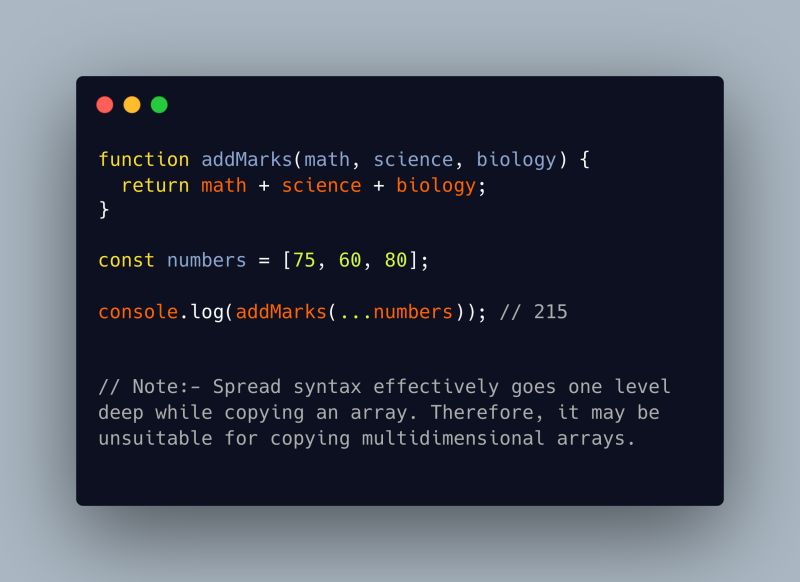 function addMarks(math, science, biology) {
  return math + science + biology;
}
const numbers = [75, 60, 80];
console.log(addMarks(...numbers)); // 215
// Note:- Spread syntax effectively goes one level
deep while copying an array. Therefore, it may be
unsuitable for copying multidimensional arrays.